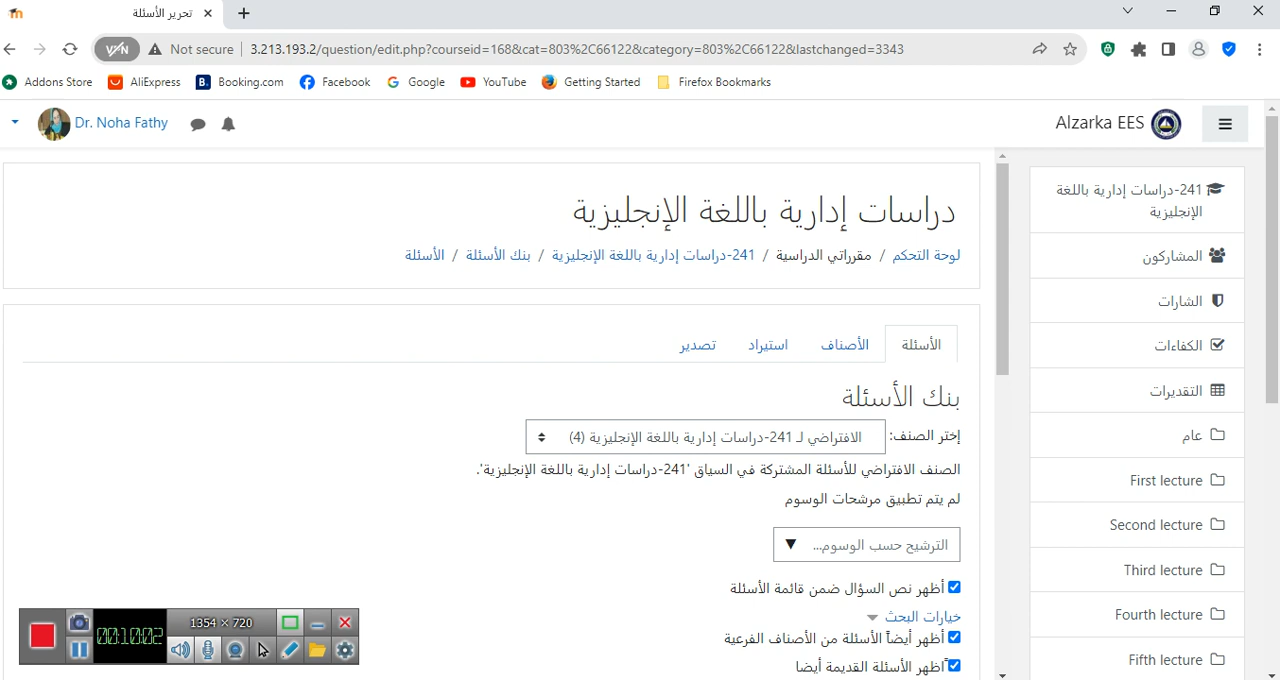 تحرير الأسئلة
VPN
Not secure
3.213.193.2/question/edit.php?courseid=168&cat=803%2C66122&category=803%2C66122&lastchanged=3343
Addons Store
AliExpress
Booking.com
Facebook
Google
YouTube
Getting Started
Firefox Bookmarks
Dr. Noha Fathy
Alzarka EES
دراسات إدارية باللغة الإنجليزية
لوحة التحكم / مقرراتي الدراسية / 241-دراسات إدارية باللغة الإنجليزية / بنك الأسئلة / الأسئلة
الأسئلة
الأصناف
استيراد
تصدير
بنك الأسئلة
إختر الصنف: الافتراضي لـ 241-دراسات إدارية باللغة الإنجليزية (4)
الصنف الافتراضي للأسئلة المشتركة في السياق '241-دراسات إدارية باللغة الإنجليزية'.
لم يتم تطبيق مرشحات الوسوم
الترشيح حسب الوسوم...
أظهر نص السؤال ضمن قائمة الأسئلة
خيارات البحث
أظهر أيضاً الأسئلة من الأصناف الفرعية
اظهر الأسئلة القديمة أيضا
241-دراسات إدارية باللغة
الإنجليزية
المشاركون
الشارات
الكفاءات
التقديرات
عام
First lecture
Second lecture
Third lecture
Fourth lecture
Fifth lecture
00:10:02
1354 × 720